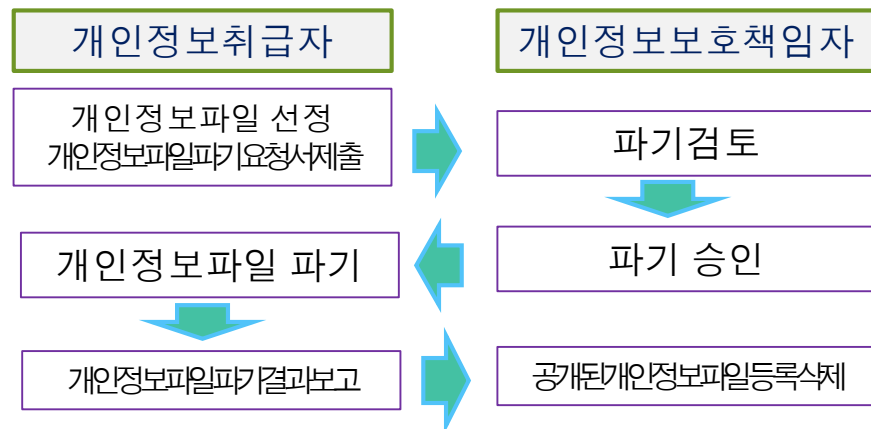 개인정보취급자
개인정보보호책임자
개인정보파일 선정
개인정보파일파기요청서제출
파기검토
파기 승인
개인정보파일 파기
개인정보파일파기결과보고
공개된개인정보파일등록삭제